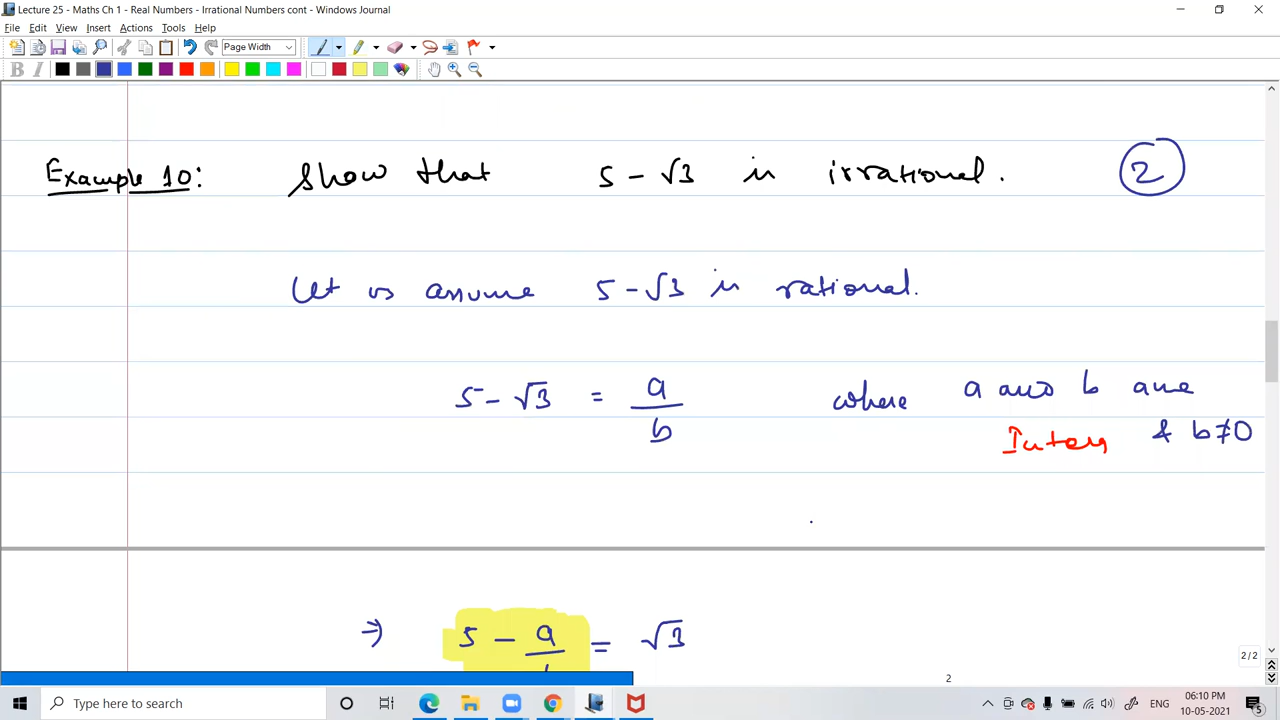 Lecture 25 - Maths Ch 1 - Real Numbers - Irrational Numbers cont - Windows Journal
File Edit View Insert Actions Tools Help
Page Width
B I
Example 10: Show that 5 - √3 is irrational. 2
Let us assume 5 - √3 is rational.
5 - √3 = a/b where a and b are
Integ & b ≠ 0
⇒ 5 - a/b = √3
2/2
2
Type here to search
ENG
06:10 PM
10-05-2021
5